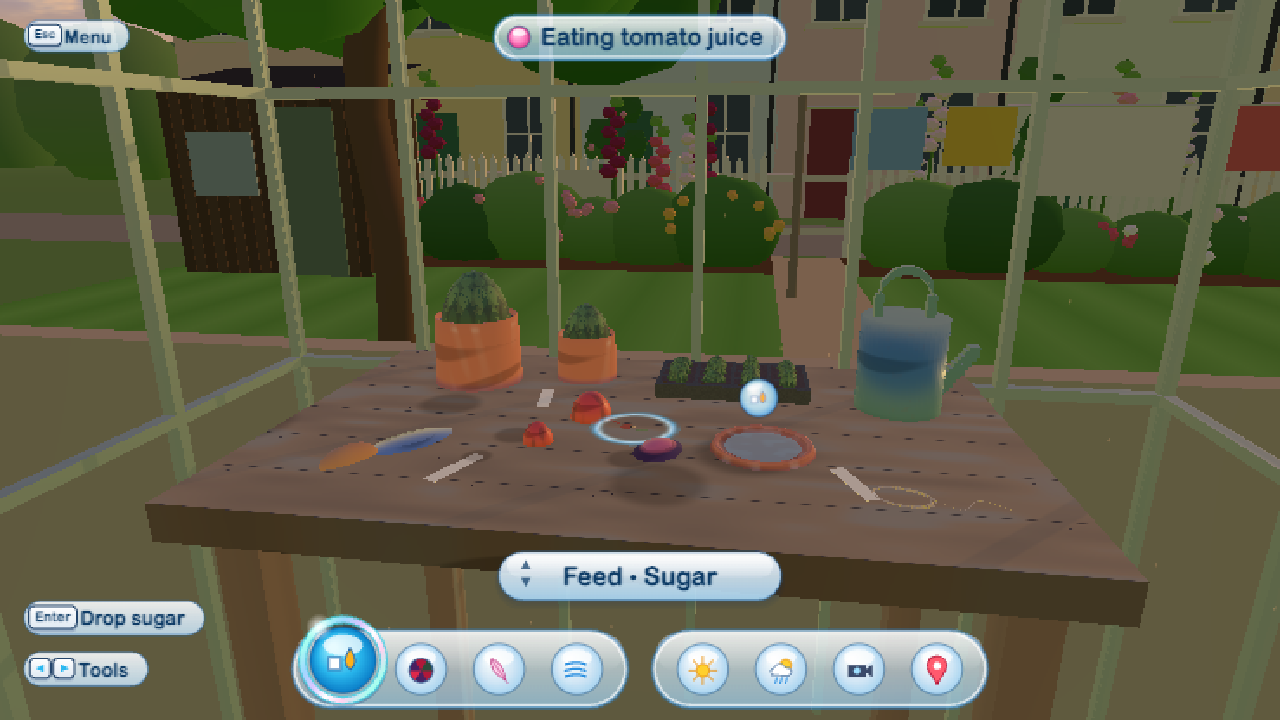 Esc Menu
Eating tomato juice
Feed • Sugar
Enter Drop sugar
Tools